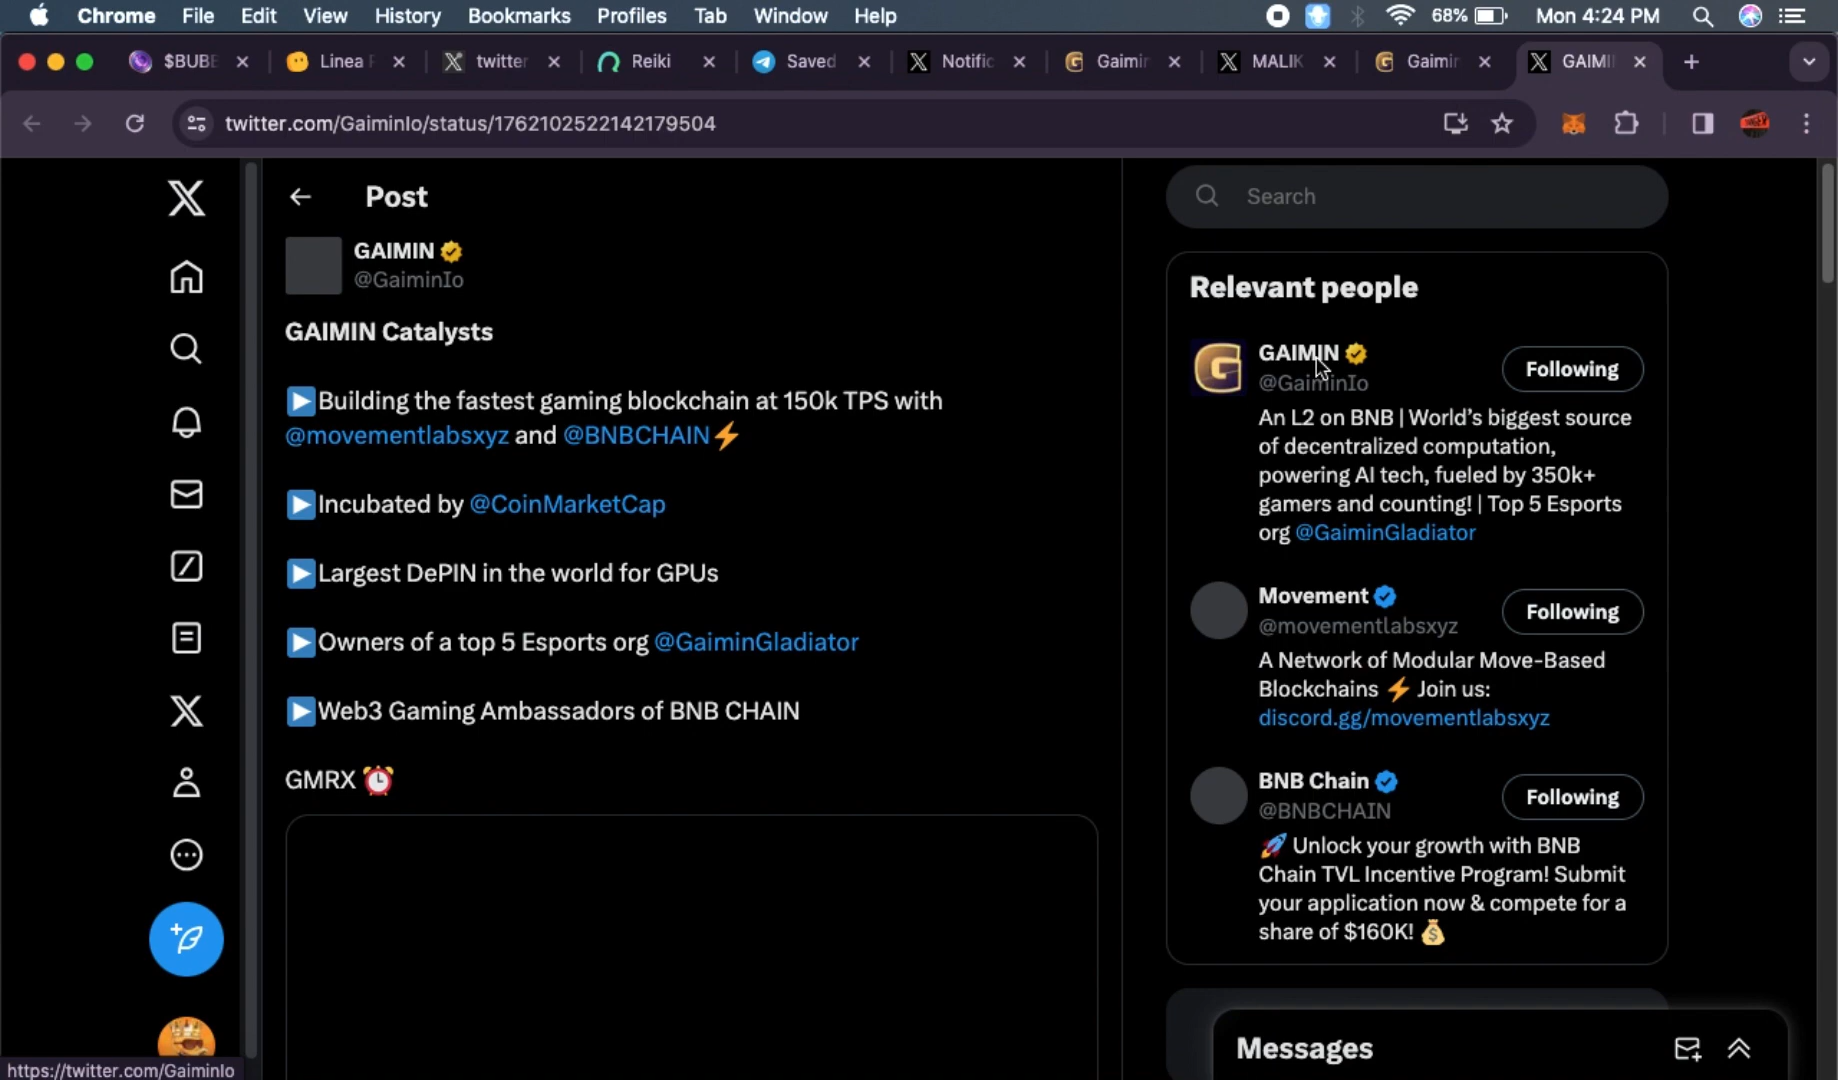 Chrome File Edit View History Bookmarks Profiles Tab Window Help 68% Mon 4:24 PM
$BUBB Linea twitter Reiki Saved Notific Gaimin MALIK Gaimin GAIMI
twitter.com/GaiminIo/status/1762102522142179504
Post
GAIMIN
@GaiminIo
GAIMIN Catalysts
Building the fastest gaming blockchain at 150k TPS with
@movementlabsxyz and @BNBCHAIN⚡
Incubated by @CoinMarketCap
Largest DePIN in the world for GPUs
Owners of a top 5 Esports org @GaiminGladiator
Web3 Gaming Ambassadors of BNB CHAIN
GMRX ⏰
Search
Relevant people
GAIMIN
Following
@GaiminIo
An L2 on BNB | World’s biggest source
of decentralized computation,
powering AI tech, fueled by 350k+
gamers and counting! | Top 5 Esports
org @GaiminGladiator
Movement
Following
@movementlabsxyz
A Network of Modular Move-Based
Blockchains ⚡ Join us:
discord.gg/movementlabsxyz
BNB Chain
Following
@BNBCHAIN
🚀 Unlock your growth with BNB
Chain TVL Incentive Program! Submit
your application now & compete for a
share of $160K! 💰
Messages
https://twitter.com/GaiminIo